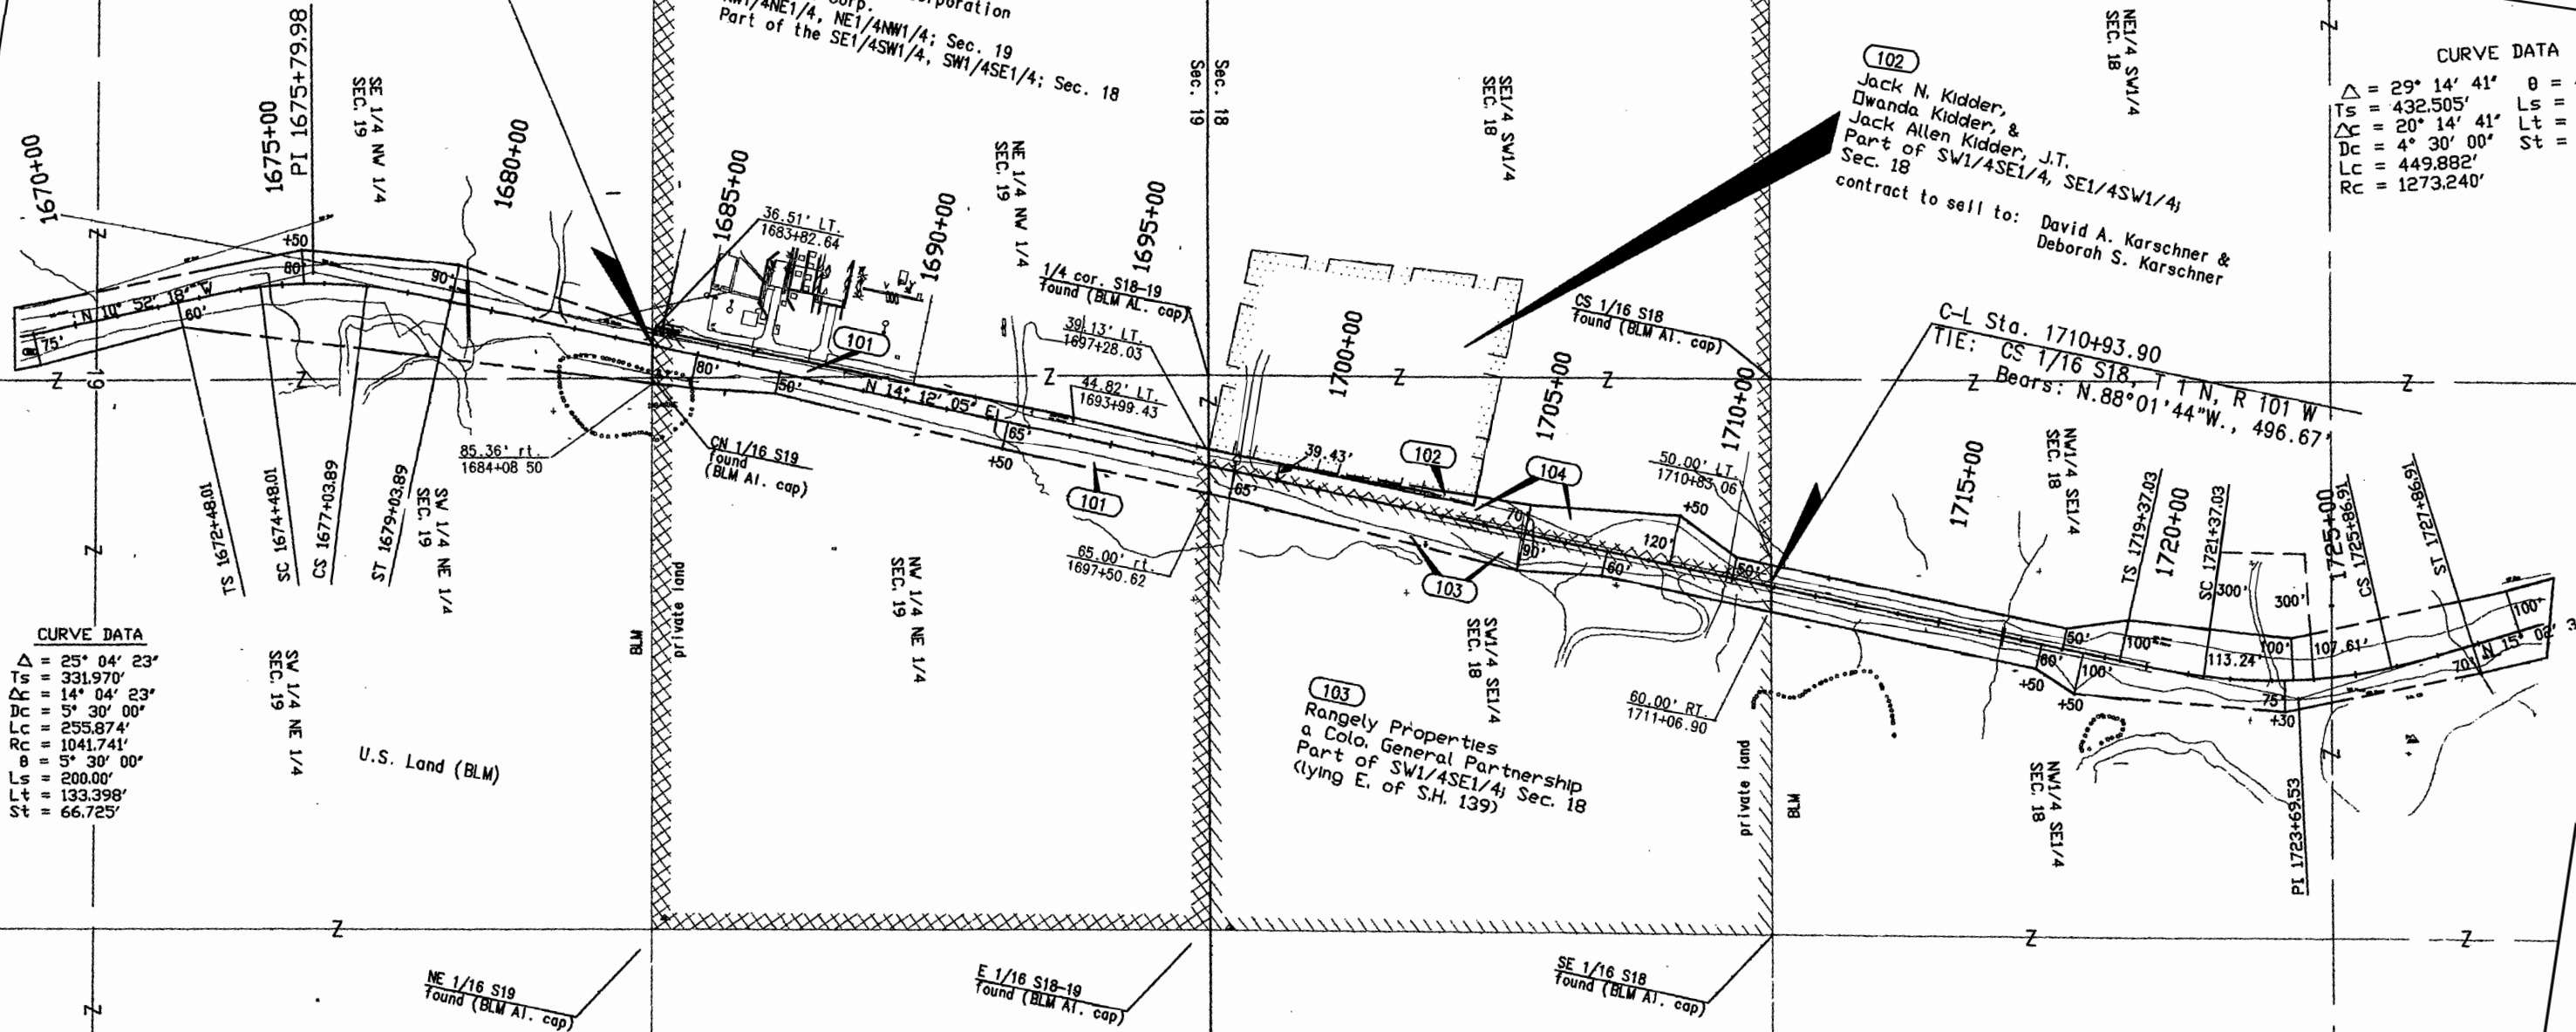 poration
Corp.
NW1/4NE1/4, NE1/4NW1/4; Sec. 19
Part of the SE1/4SW1/4, SW1/4SE1/4; Sec. 18
1670+00
1675+00
PI 1675+79.98
SE 1/4 NW 1/4
SEC. 19
1680+00
1685+00
36.51' LT.
1683+82.64
1690+00
NE 1/4 NW 1/4
SEC. 19
1695+00
Sec. 19
Sec. 18
1/4 cor. S18-19
found (BLM Al. cap)
39.13' LT.
1697+28.03
44.82' LT.
1693+99.43
SE1/4 SW1/4
SEC. 18
1700+00
CS 1/16 S18
found (BLM Al. cap)
1705+00
1710+00
102
Jack N. Kidder,
Owanda Kidder, &
Jack Allen Kidder, J.T.
Part of SW1/4SE1/4, SE1/4SW1/4;
Sec. 18
contract to sell to: David A. Karschner &
Deborah S. Karschner
NE1/4 SW1/4
SEC. 18
CURVE DATA
Δ = 29° 14' 41" θ =
Ts = 432.505' Ls =
Δc = 20° 14' 41" Lt =
Dc = 4° 30' 00" St =
Lc = 449.882'
Rc = 1273.240'
C-L Sta. 1710+93.90
TIE: CS 1/16 S18, T 1 N, R 101 W
Bears: N.88°01'44"W., 496.67'
+50
80'
90'
N 10° 52' 18" W
60'
75'
19
101
80'
50'
N 14° 12' 05" E
65'
+50
101
65'
39.43'
102
104
70'
90'
103
60'
120'
+50
50'
50.00' LT.
1710+83.06
85.36' rt.
1684+08 50
CN 1/16 S19
found
(BLM Al. cap)
65.00' rt.
1697+50.62
60.00' RT.
1711+06.90
TS 1672+48.01
SC 1674+48.01
CS 1677+03.89
ST 1679+03.89
SW 1/4 NE 1/4
SEC. 19
SW 1/4 NE 1/4
SEC. 19
BLM
private land
NW 1/4 NE 1/4
SEC. 19
SW1/4 SE1/4
SEC. 18
private land
BLM
1715+00
NW1/4 SE1/4
SEC. 18
TS 1719+37.03
1720+00
SC 1721+37.03
1725+00
CS 1725+86.91
ST 1727+86.91
300'
300'
50'
100'
60'
100'
113.24'
100'
107.61'
100'
70'
N 15° 02' 3
+50
+50
75'
+30
PI 1723+69.53
NW1/4 SE1/4
SEC. 18
CURVE DATA
Δ = 25° 04' 23"
Ts = 331.970'
Δc = 14° 04' 23"
Dc = 5° 30' 00"
Lc = 255.874'
Rc = 1041.741'
θ = 5° 30' 00"
Ls = 200.00'
Lt = 133.398'
St = 66.725'
U.S. Land (BLM)
103
Rangely Properties
a Colo. General Partnership
Part of SW1/4SE1/4; Sec. 18
(lying E. of S.H. 139)
NE 1/16 S19
found (BLM Al. cap)
E 1/16 S18-19
found (BLM Al. cap)
SE 1/16 S18
found (BLM Al. cap)